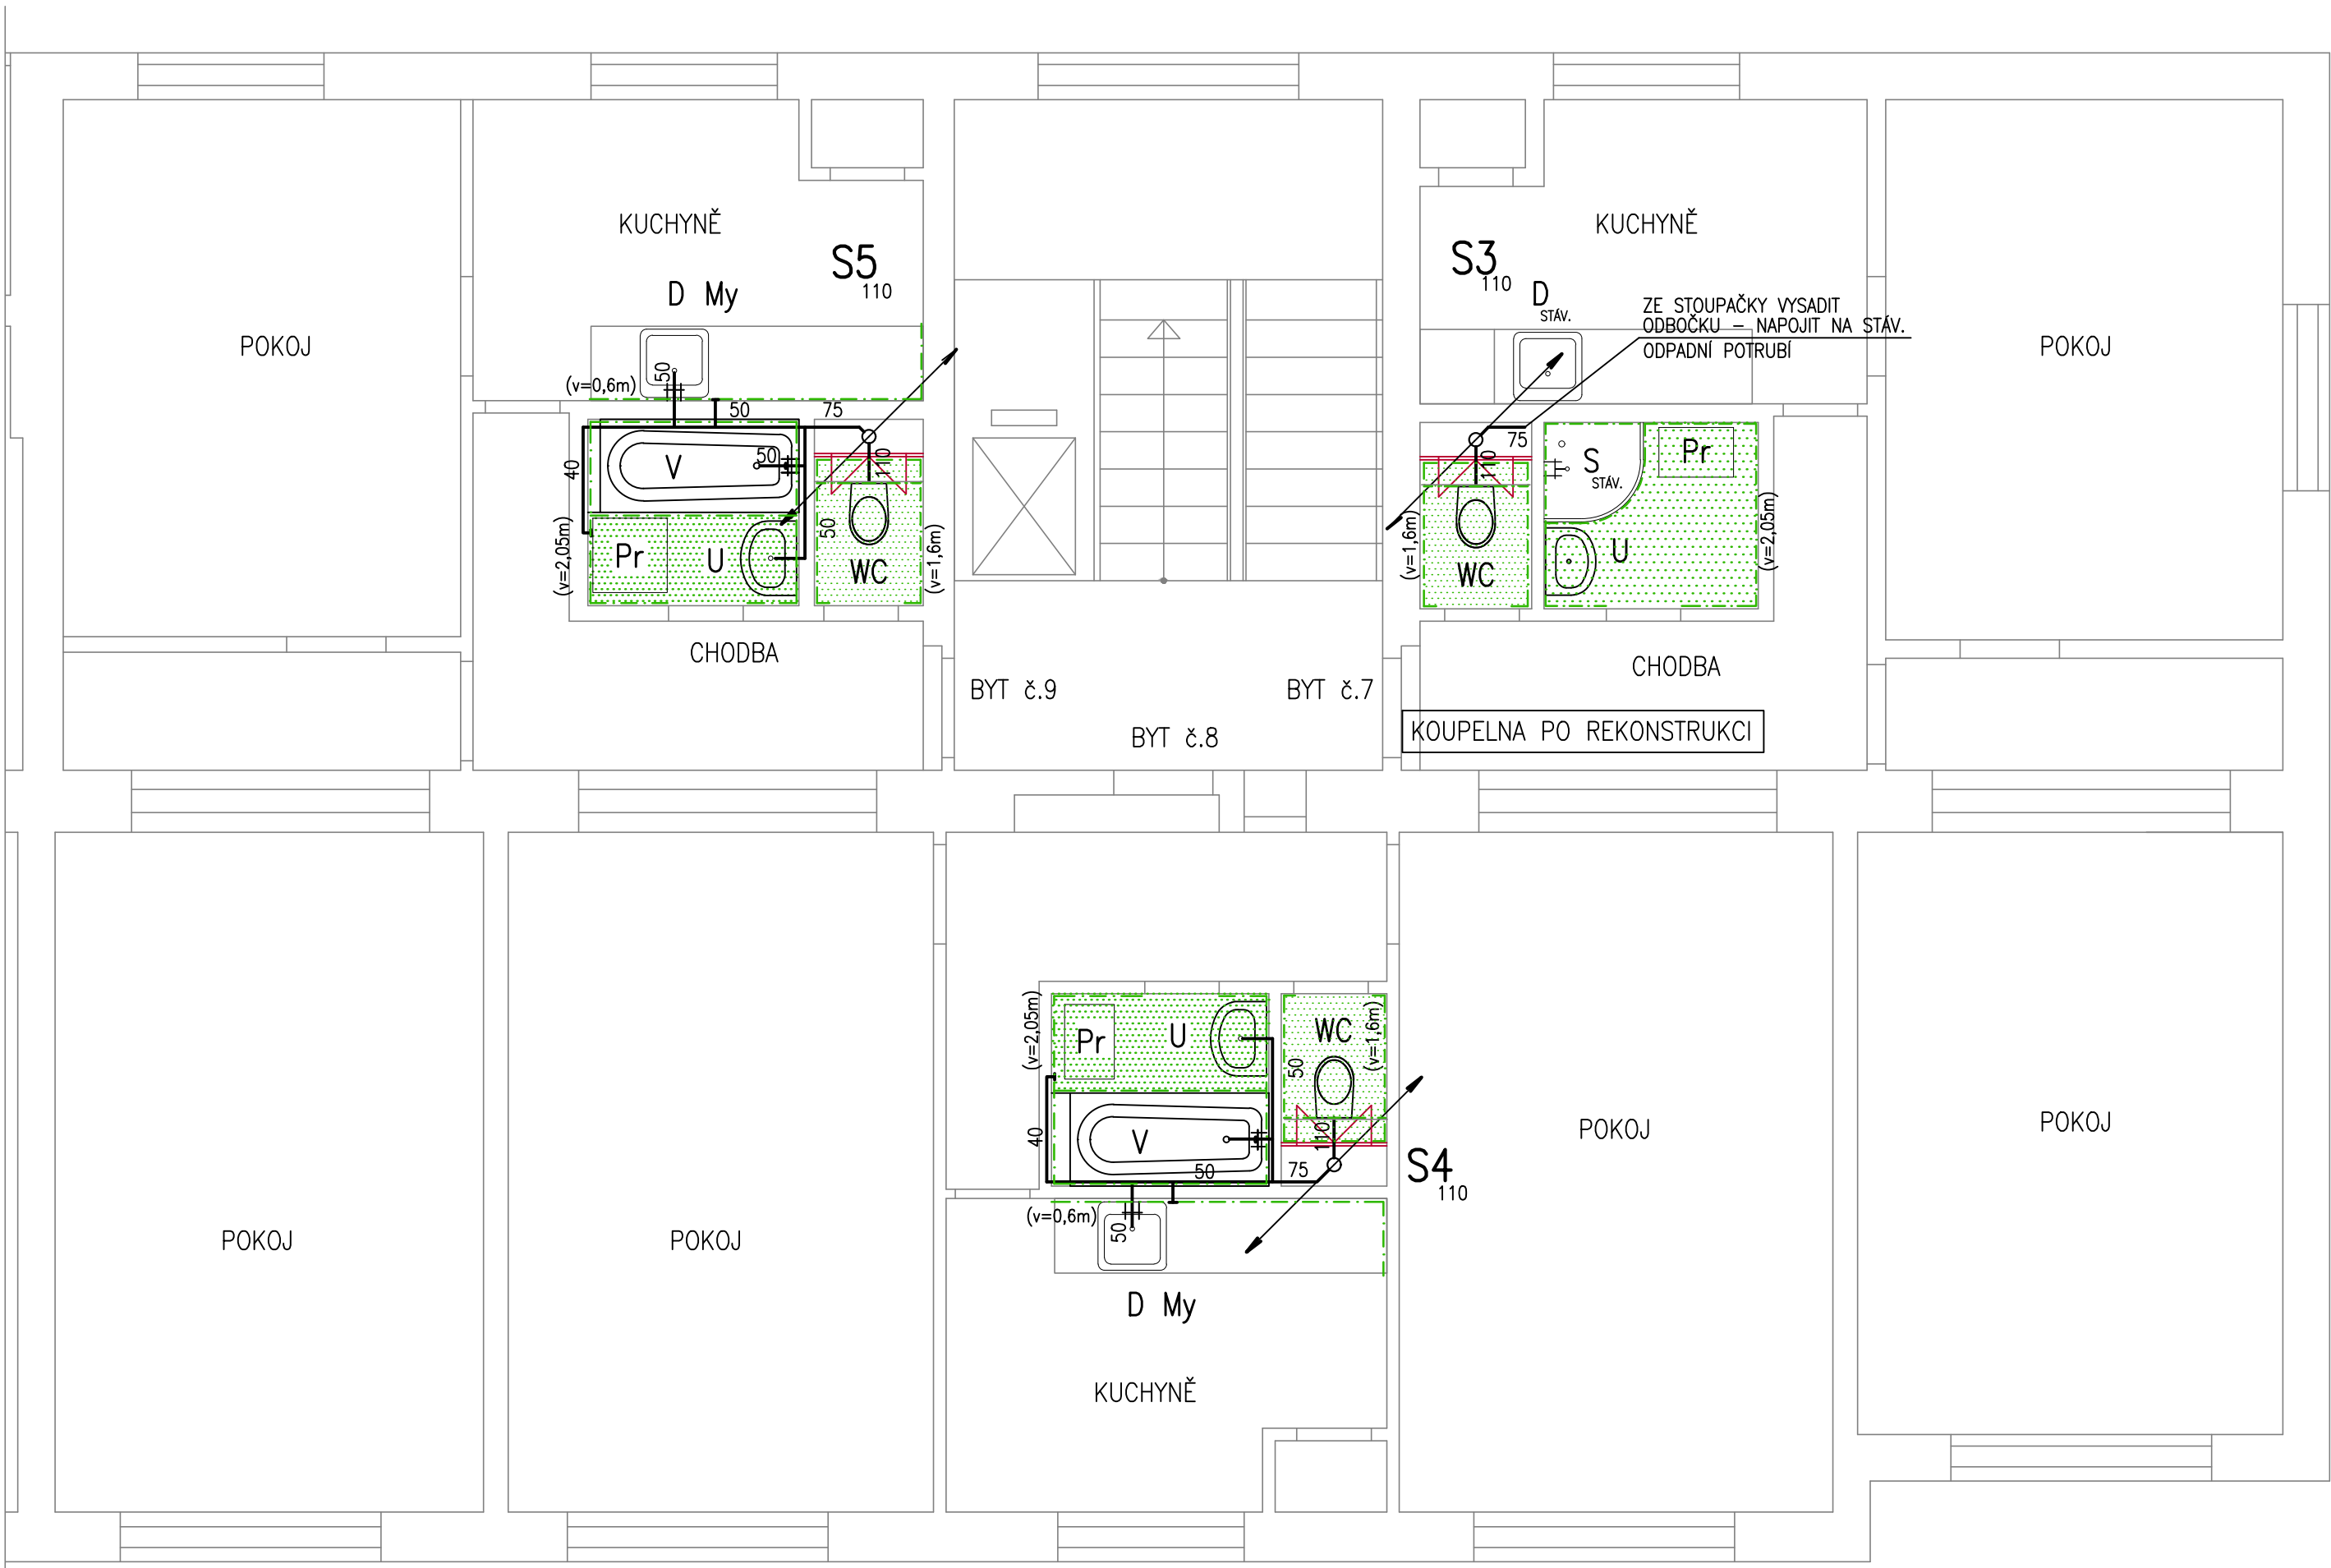 KUCHYNĚ
S5
110
D My
POKOJ
(v=0,6m)
50
50
75
V
50
40
110
(v=2,05m)
Pr
U
50
WC
(v=1,6m)
CHODBA
KUCHYNĚ
S3
110
D
STÁV.
ZE STOUPAČKY VYSADIT
ODBOČKU – NAPOJIT NA STÁV.
ODPADNÍ POTRUBÍ
POKOJ
75
110
S
STÁV.
Pr
(v=1,6m)
WC
U
(v=2,05m)
CHODBA
BYT č.9
BYT č.7
BYT č.8
KOUPELNA PO REKONSTRUKCI
(v=2,05m)
Pr
U
WC
(v=1,6m)
50
40
V
110
50
75
S4
110
(v=0,6m)
50
D My
KUCHYNĚ
POKOJ
POKOJ
POKOJ
POKOJ